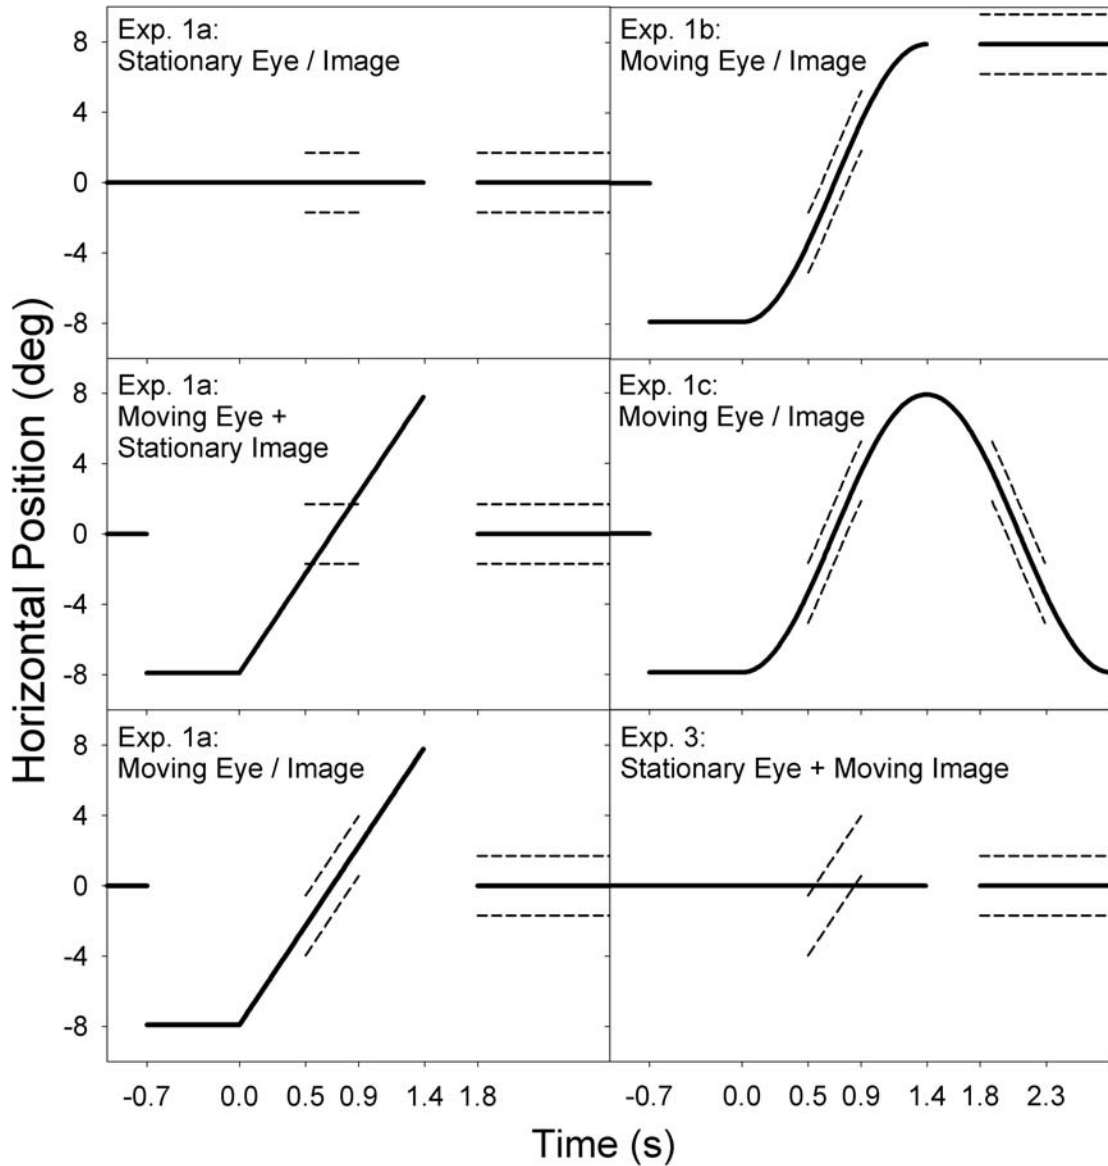 Exp. 1a:
Stationary Eye / Image
8
4
0
-4
-8
Exp. 1b:
Moving Eye / Image
Exp. 1a:
Moving Eye +
Stationary Image
8
4
0
-4
-8
Exp. 1c:
Moving Eye / Image
Exp. 1a:
Moving Eye / Image
8
4
0
-4
-8
Exp. 3:
Stationary Eye + Moving Image
Horizontal Position (deg)
-0.7 0.0 0.5 0.9 1.4 1.8
-0.7 0.0 0.5 0.9 1.4 1.8 2.3
Time (s)